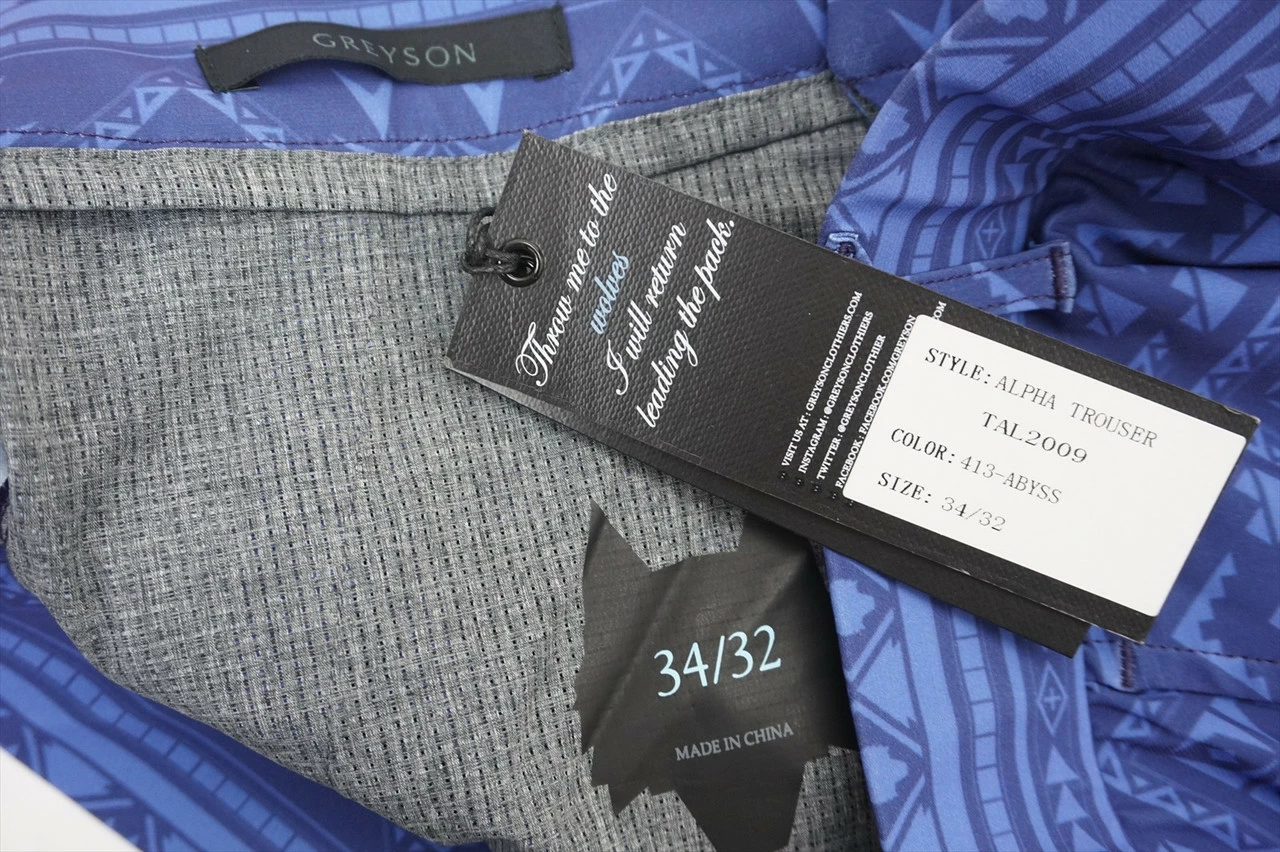 GREYSON
Throw me to the
wolves
I will return
leading the pack.
VISIT US AT : GREYSONCLOTHIERS.COM
INSTAGRAM : @GREYSONCLOTHIERS
TWITTER : @GREYSONCLOTHIER
FACEBOOK : FACEBOOK.COM/GREYSON
OM
STYLE: ALPHA TROUSER
TAL2009
COLOR: 413-ABYSS
SIZE: 34/32
34/32
MADE IN CHINA